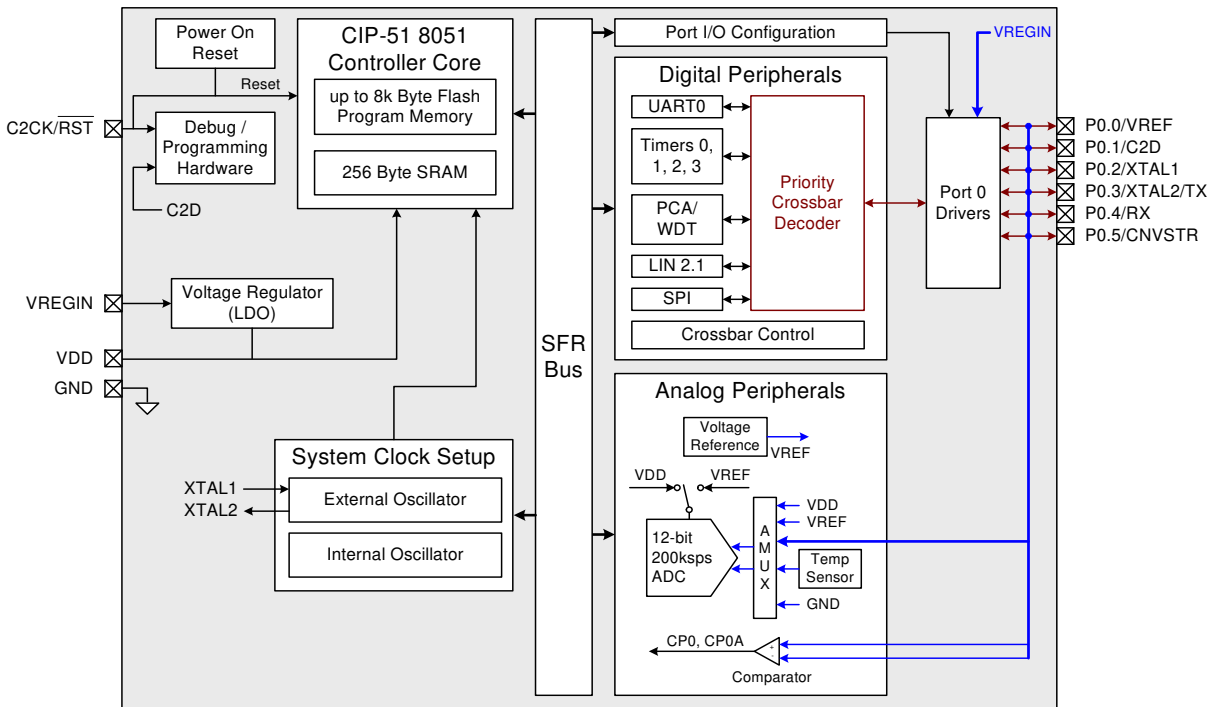 Power On
Reset
Reset
C2CK/RST
Debug /
Programming
Hardware
C2D
CIP-51 8051
Controller Core
up to 8k Byte Flash
Program Memory
256 Byte SRAM
VREGIN
Voltage Regulator
(LDO)
VDD
GND
System Clock Setup
XTAL1
XTAL2
External Oscillator
Internal Oscillator
SFR
Bus
Port I/O Configuration
Digital Peripherals
UART0
Timers 0,
1, 2, 3
PCA/
WDT
LIN 2.1
SPI
Priority
Crossbar
Decoder
Crossbar Control
Analog Peripherals
Voltage
Reference
VREF
VDD
VREF
12-bit
200ksps
ADC
A
M
U
X
VDD
VREF
Temp
Sensor
GND
CP0, CP0A
+
-
Comparator
VREGIN
Port 0
Drivers
P0.0/VREF
P0.1/C2D
P0.2/XTAL1
P0.3/XTAL2/TX
P0.4/RX
P0.5/CNVSTR